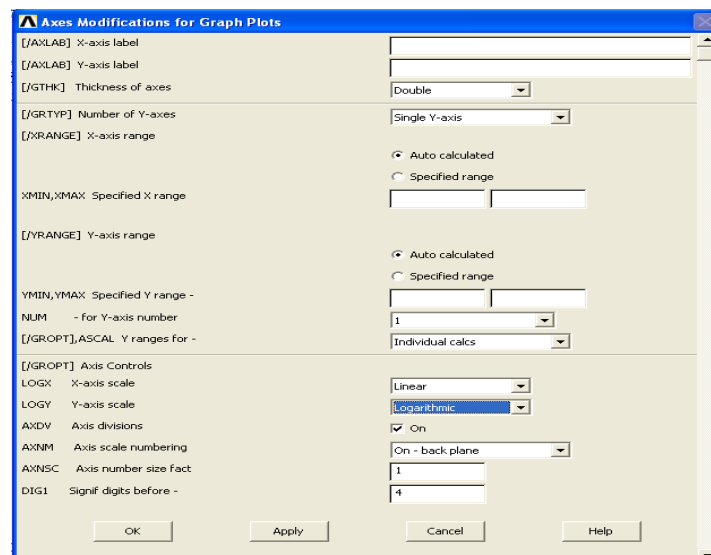 Axes Modifications for Graph Plots
[/AXLAB] X-axis label
[/AXLAB] Y-axis label
[/GTHK] Thickness of axes Double
[/GRTYP] Number of Y-axes Single Y-axis
[/XRANGE] X-axis range
Auto calculated
Specified range
XMIN,XMAX Specified X range
[/YRANGE] Y-axis range
Auto calculated
Specified range
YMIN,YMAX Specified Y range -
NUM - for Y-axis number 1
[/GROPT],ASCAL Y ranges for - Individual calcs
[/GROPT] Axis Controls
LOGX X-axis scale Linear
LOGY Y-axis scale Logarithmic
AXDV Axis divisions On
AXNM Axis scale numbering On - back plane
AXNSC Axis number size fact 1
DIG1 Signif digits before - 4
OK Apply Cancel Help